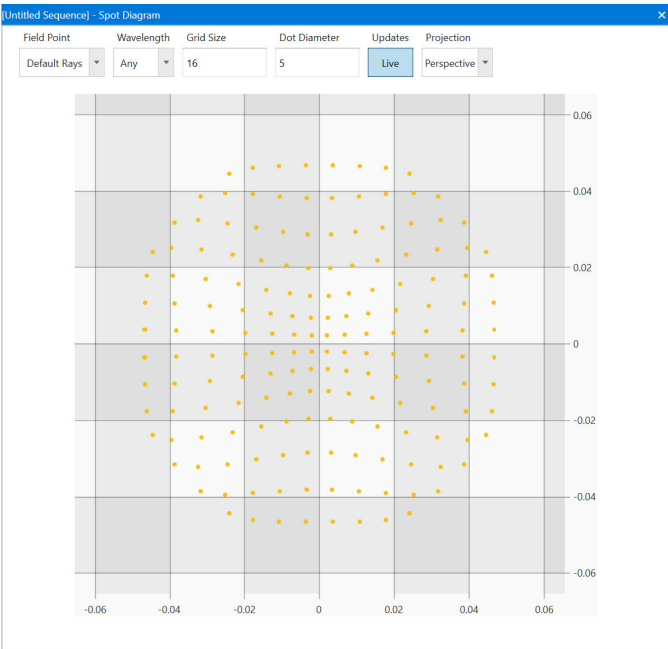 [Untitled Sequence] - Spot Diagram ×
Field Point Wavelength Grid Size Dot Diameter Updates Projection
Default Rays Any 16 5 Live Perspective
0.06
0.04
0.02
0
-0.02
-0.04
-0.06
-0.06 -0.04 -0.02 0 0.02 0.04 0.06